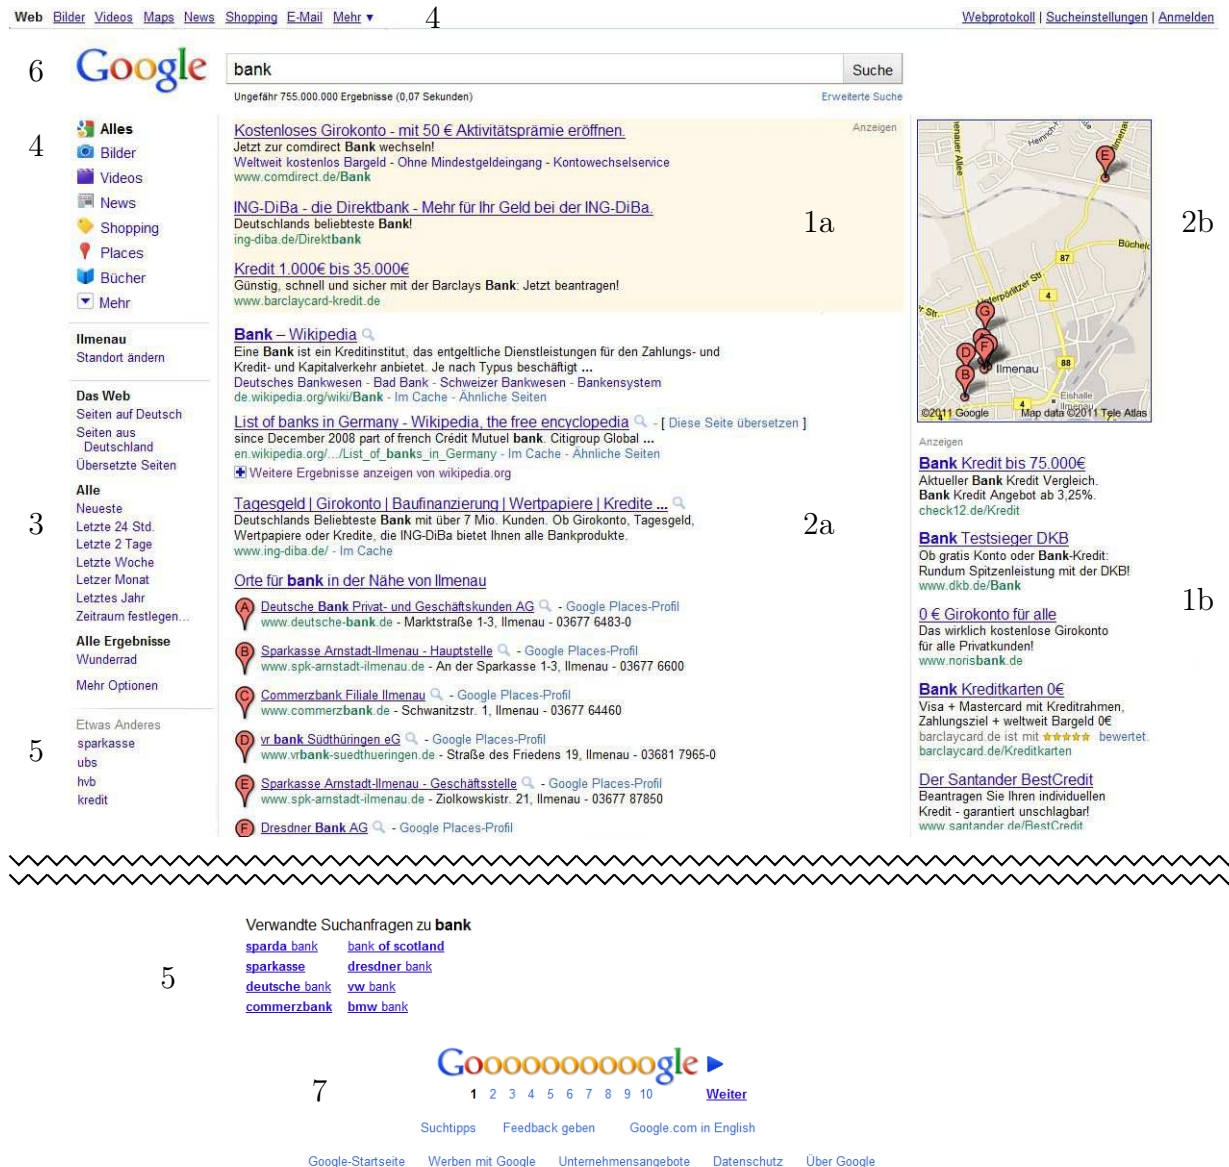 Web Bilder Videos Maps News Shopping E-Mail Mehr ▼ 4 Webprotokoll | Sucheinstellungen | Anmelden
6 Google bank Suche
Ungefähr 755.000.000 Ergebnisse (0,07 Sekunden) Erweiterte Suche
4
Alles
Bilder
Videos
News
Shopping
Places
Bücher
Mehr
Ilmenau
Standort ändern
Das Web
Seiten auf Deutsch
Seiten aus
Deutschland
Übersetzte Seiten
3
Alle
Neueste
Letzte 24 Std.
Letzte 2 Tage
Letzte Woche
Letzer Monat
Letztes Jahr
Zeitraum festlegen...
Alle Ergebnisse
Wunderrad
Mehr Optionen
5
Etwas Anderes
sparkasse
ubs
hvb
kredit
Kostenloses Girokonto - mit 50 € Aktivitätsprämie eröffnen. Anzeigen
Jetzt zur comdirect Bank wechseln!
Weltweit kostenlos Bargeld - Ohne Mindestgeldeingang - Kontowechselservice
www.comdirect.de/Bank
ING-DiBa - die Direktbank - Mehr für Ihr Geld bei der ING-DiBa.
Deutschlands beliebteste Bank! 1a
ing-diba.de/Direktbank
Kredit 1.000€ bis 35.000€
Günstig, schnell und sicher mit der Barclays Bank: Jetzt beantragen!
www.barclaycard-kredit.de
Bank – Wikipedia
Eine Bank ist ein Kreditinstitut, das entgeltliche Dienstleistungen für den Zahlungs- und
Kredit- und Kapitalverkehr anbietet. Je nach Typus beschäftigt ...
Deutsches Bankwesen - Bad Bank - Schweizer Bankwesen - Bankensystem
de.wikipedia.org/wiki/Bank - Im Cache - Ähnliche Seiten
List of banks in Germany - Wikipedia, the free encyclopedia - [ Diese Seite übersetzen ]
since December 2008 part of french Crédit Mutuel bank. Citigroup Global ...
en.wikipedia.org/.../List_of_banks_in_Germany - Im Cache - Ähnliche Seiten
Weitere Ergebnisse anzeigen von wikipedia.org
Tagesgeld | Girokonto | Baufinanzierung | Wertpapiere | Kredite ...
Deutschlands Beliebteste Bank mit über 7 Mio. Kunden. Ob Girokonto, Tagesgeld, 2a
Wertpapiere oder Kredite, die ING-DiBa bietet Ihnen alle Bankprodukte.
www.ing-diba.de/ - Im Cache
Orte für bank in der Nähe von Ilmenau
A Deutsche Bank Privat- und Geschäftskunden AG - Google Places-Profil
www.deutsche-bank.de - Marktstraße 1-3, Ilmenau - 03677 6483-0
B Sparkasse Arnstadt-Ilmenau - Hauptstelle - Google Places-Profil
www.spk-arnstadt-ilmenau.de - An der Sparkasse 1-3, Ilmenau - 03677 6600
C Commerzbank Filiale Ilmenau - Google Places-Profil
www.commerzbank.de - Schwanitzstr. 1, Ilmenau - 03677 64460
D vr bank Südthüringen eG - Google Places-Profil
www.vrbank-suedthueringen.de - Straße des Friedens 19, Ilmenau - 03681 7965-0
E Sparkasse Arnstadt-Ilmenau - Geschäftsstelle - Google Places-Profil
www.spk-arnstadt-ilmenau.de - Ziolkowskistr. 21, Ilmenau - 03677 87850
F Dresdner Bank AG - Google Places-Profil
2b
E
87
4
G
F
D
B
88
Ilmenau
Eishalle
Ilmenau
4
©2011 Google Map data ©2011 Tele Atlas
Anzeigen
Bank Kredit bis 75.000€
Aktueller Bank Kredit Vergleich.
Bank Kredit Angebot ab 3,25%.
check12.de/Kredit
Bank Testsieger DKB
Ob gratis Konto oder Bank-Kredit:
Rundum Spitzenleistung mit der DKB!
www.dkb.de/Bank
1b
0 € Girokonto für alle
Das wirklich kostenlose Girokonto
für alle Privatkunden!
www.norisbank.de
Bank Kreditkarten 0€
Visa + Mastercard mit Kreditrahmen,
Zahlungsziel + weltweit Bargeld 0€
barclaycard.de ist mit ★★★★★ bewertet.
barclaycard.de/Kreditkarten
Der Santander BestCredit
Beantragen Sie Ihren individuellen
Kredit - garantiert unschlagbar!
www.santander.de/BestCredit
Verwandte Suchanfragen zu bank
5
sparda bank bank of scotland
sparkasse dresdner bank
deutsche bank vw bank
commerzbank bmw bank
Goooooooooogle
7
1 2 3 4 5 6 7 8 9 10 Weiter
Suchtipps Feedback geben Google.com in English
Google-Startseite Werben mit Google Unternehmensangebote Datenschutz Über Google